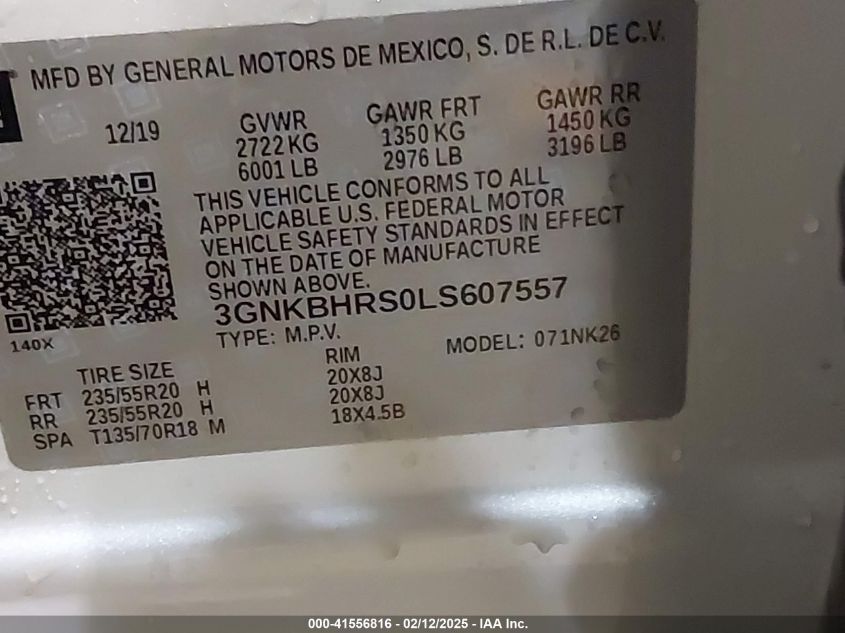 MFD BY GENERAL MOTORS DE MEXICO, S. DE R.L. DE C.V.
12/19
GVWR
2722 KG
6001 LB
GAWR FRT
1350 KG
2976 LB
GAWR RR
1450 KG
3196 LB
THIS VEHICLE CONFORMS TO ALL
APPLICABLE U.S. FEDERAL MOTOR
VEHICLE SAFETY STANDARDS IN EFFECT
ON THE DATE OF MANUFACTURE
SHOWN ABOVE.
3GNKBHRS0LS607557
TYPE: M.P.V.
MODEL: 071NK26
140X
TIRE SIZE
RIM
FRT 235/55R20 H 20X8J
RR 235/55R20 H 20X8J
SPA T135/70R18 M 18X4.5B
000-41556816 - 02/12/2025 - IAA Inc.